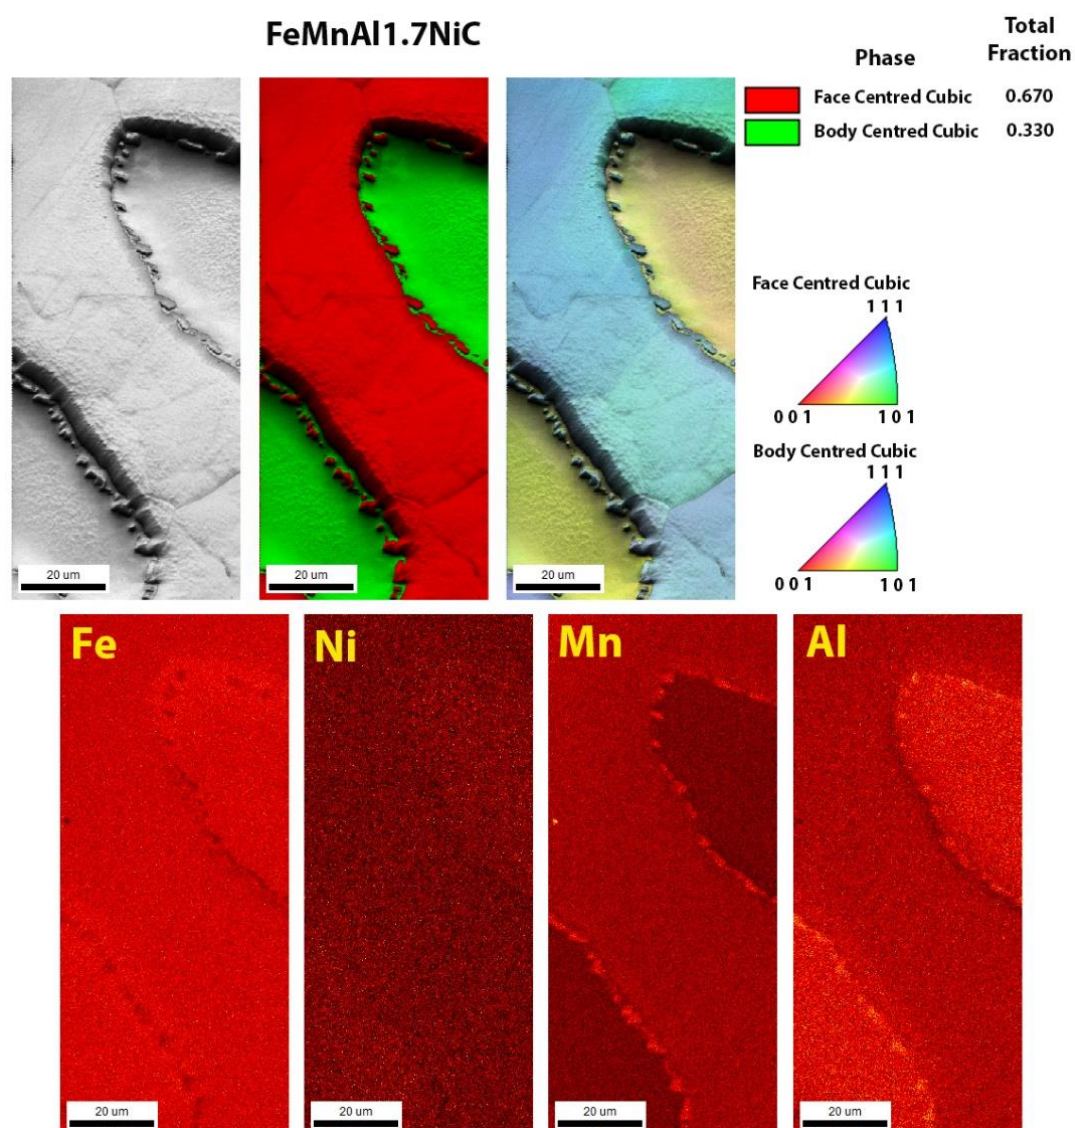 FeMnAl1.7NiC
Phase
Total
Fraction
Face Centred Cubic 0.670
Body Centred Cubic 0.330
Face Centred Cubic
1 1 1
0 0 1
1 0 1
Body Centred Cubic
1 1 1
0 0 1
1 0 1
20 um
20 um
20 um
Fe
Ni
Mn
Al
20 um
20 um
20 um
20 um